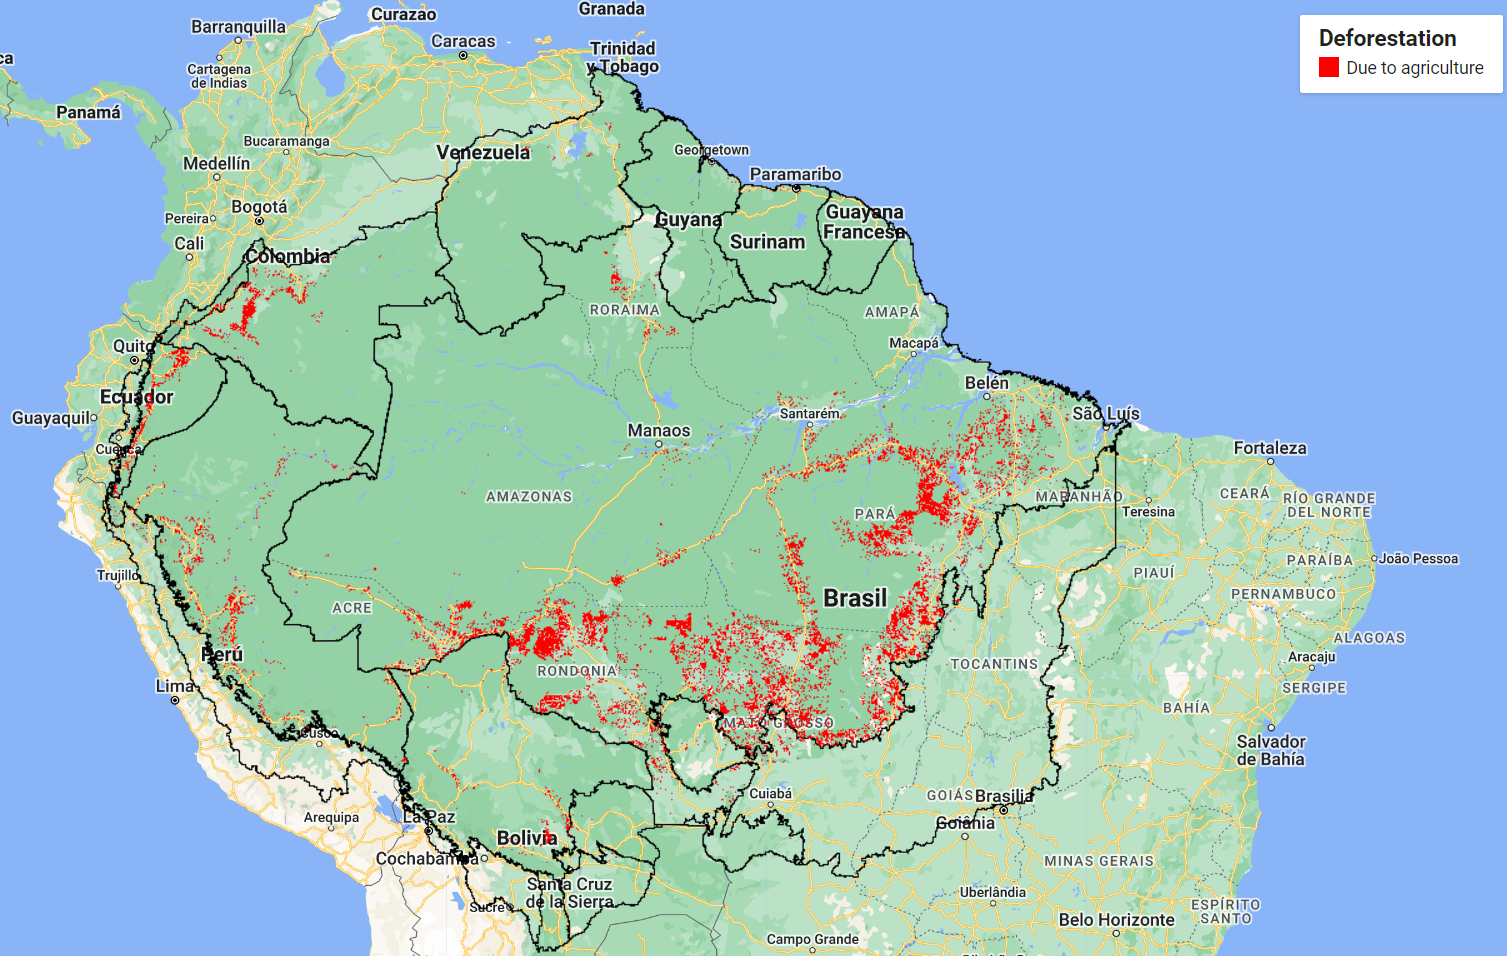 Granada
Curazao
Barranquilla
Caracas
Trinidad
y Tobago
ca
Cartagena
de Indias
Panamá
Bucaramanga
Venezuela
Georgetown
Medellín
Paramaribo
Bogotá
Pereira
Guyana
Guayana
Francesa
Cali
Surinam
Colombia
RORAIMA
AMAPÁ
Quito
Macapá
Belén
Ecuador
Guayaquil
Santarém
São Luís
Manaos
Cuenca
Fortaleza
AMAZONAS
MARANHÃO
CEARÁ
RÍO GRANDE
DEL NORTE
PARÁ
Teresina
João Pessoa
PARAÍBA
Trujillo
PIAUÍ
Brasil
PERNAMBUCO
ACRE
ALAGOAS
Perú
RONDONIA
TOCANTINS
Aracaju
Lima
SERGIPE
BAHÍA
MATO GROSSO
Cusco
Salvador
de Bahía
Cuiabá
GOIÁS
Brasilia
Arequipa
La Paz
Goiânia
Bolivia
Cochabamba
MINAS GERAIS
Santa Cruz
de la Sierra
Uberlândia
Sucre
ESPÍRITO
SANTO
Belo Horizonte
Campo Grande
Deforestation
Due to agriculture